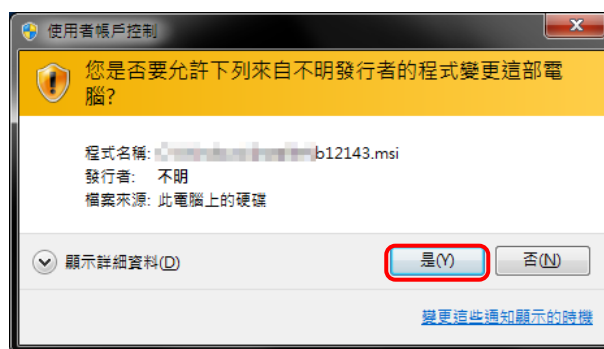 使用者帳戶控制
您是否要允許下列來自不明發行者的程式變更這部電
腦?
程式名稱: b12143.msi
發行者: 不明
檔案來源: 此電腦上的硬碟
顯示詳細資料(D)
是(Y)
否(N)
變更這些通知顯示的時機